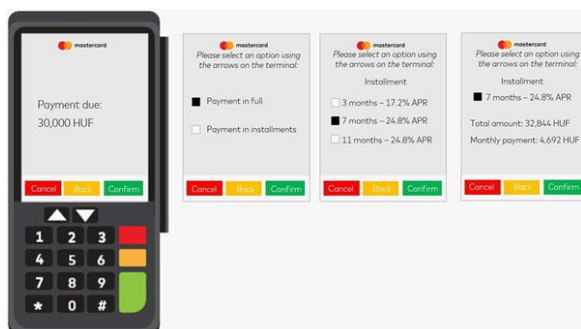 mastercard
Payment due:
30,000 HUF
Cancel Back Confirm
1 2 3
4 5 6
7 8 9
* 0 #
mastercard
Please select an option using
the arrows on the terminal:
Payment in full
Payment in installments
Cancel Back Confirm
mastercard
Please select an option using
the arrows on the terminal:
Installment
3 months – 17.2% APR
7 months – 24.8% APR
11 months – 24.8% APR
Cancel Back Confirm
mastercard
Please select an option using
the arrows on the terminal:
Installment
7 months – 24.8% APR
Total amount: 32,844 HUF
Monthly payment: 4,692 HUF
Cancel Back Confirm